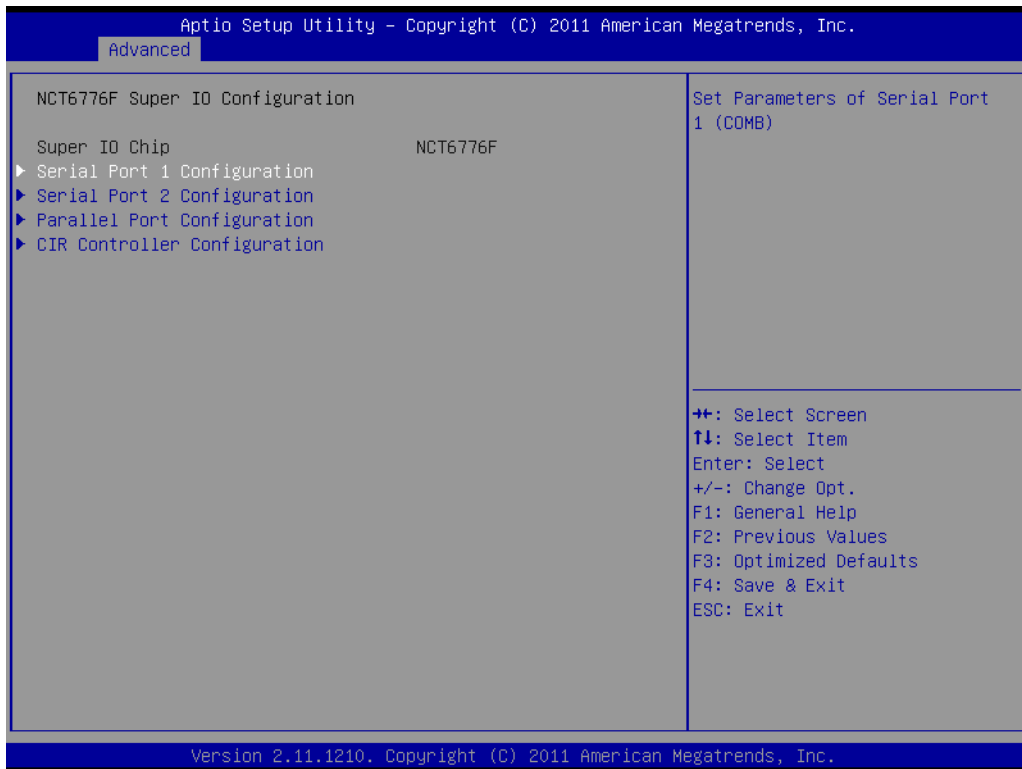 Aptio Setup Utility – Copyright (C) 2011 American Megatrends, Inc.
Advanced
NCT6776F Super IO Configuration
Super IO Chip NCT6776F
▶ Serial Port 1 Configuration
▶ Serial Port 2 Configuration
▶ Parallel Port Configuration
▶ CIR Controller Configuration
Set Parameters of Serial Port
1 (COMB)
→←: Select Screen
↑↓: Select Item
Enter: Select
+/-: Change Opt.
F1: General Help
F2: Previous Values
F3: Optimized Defaults
F4: Save & Exit
ESC: Exit
Version 2.11.1210. Copyright (C) 2011 American Megatrends, Inc.